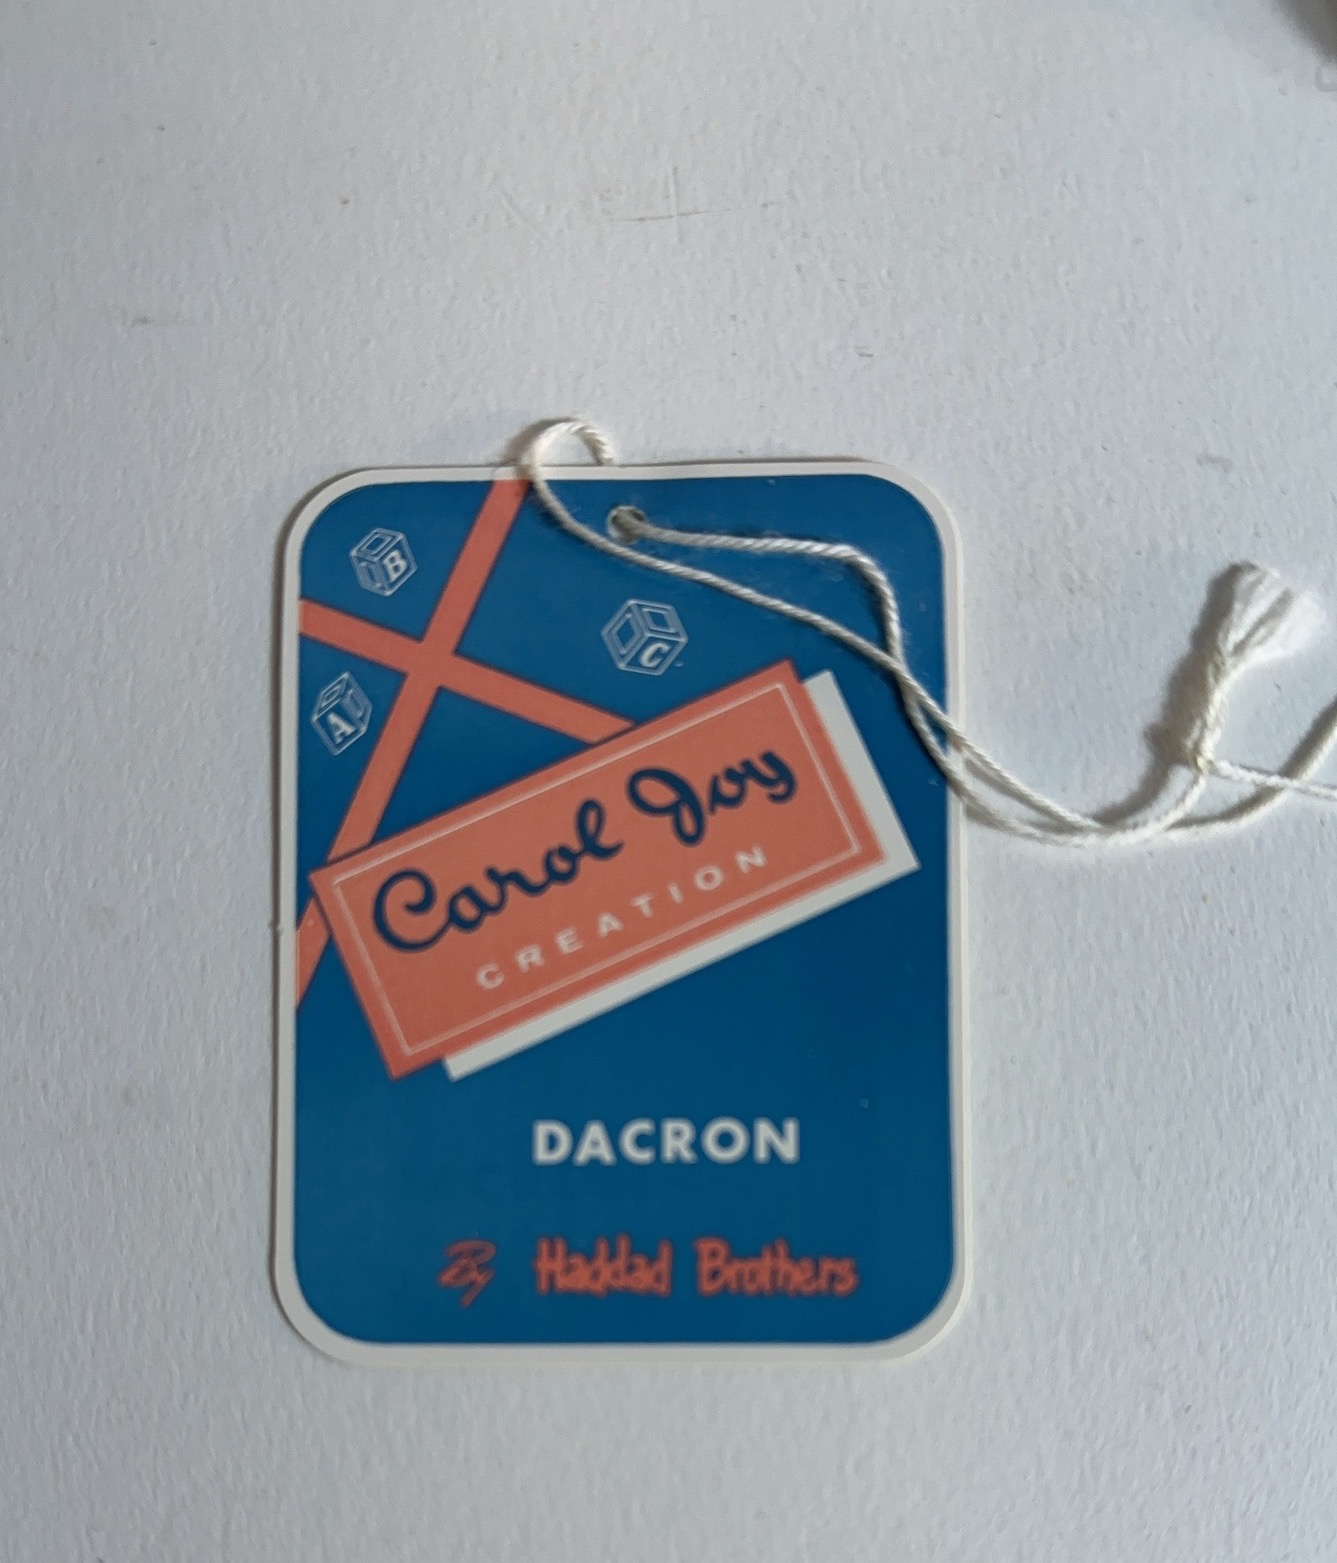 B
C
A
Carol Joy
CREATION
DACRON
By Haddad Brothers